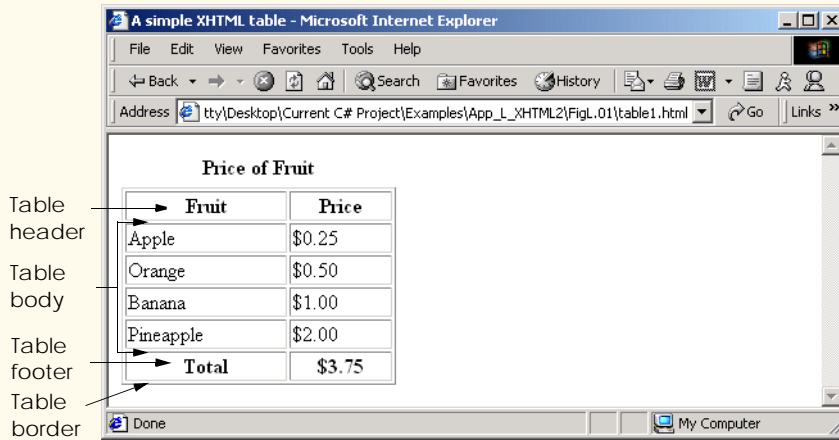 A simple XHTML table - Microsoft Internet Explorer
File Edit View Favorites Tools Help
Back Search Favorites History
Address tty\Desktop\Current C# Project\Examples\App_L_XHTML2\FigL.01\table1.html Go Links »
Price of Fruit
Table header
Fruit Price
Apple $0.25
Table body
Orange $0.50
Banana $1.00
Pineapple $2.00
Table footer
Total $3.75
Table border
Done My Computer